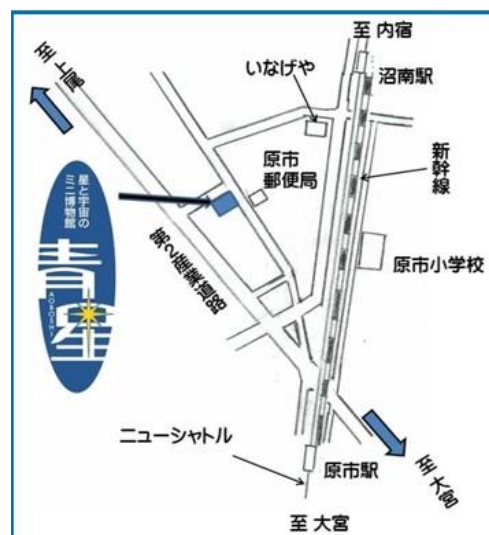 至 内宿
至 上尾
いなげや
沼南駅
原市
郵便局
新幹線
星と宇宙の
ミニ博物館
青星
AOBOSHI
第2産業道路
原市小学校
ニューシャトル
原市駅
至 大宮
至 大宮